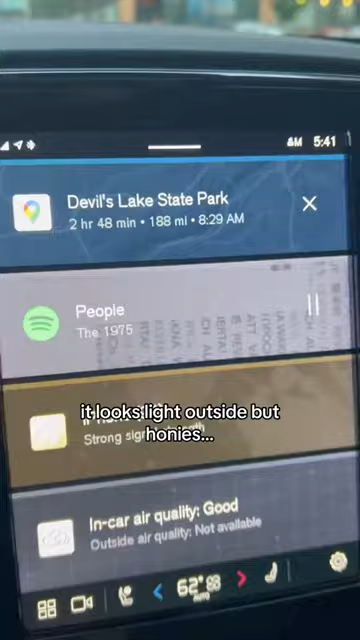 5:41
Devil's Lake State Park
2 hr 48 min • 188 mi • 8:29 AM
People
The 1975
it looks light outside but
honies...
Strong
In-car air quality: Good
Outside air quality: Not available
62°
AUTO